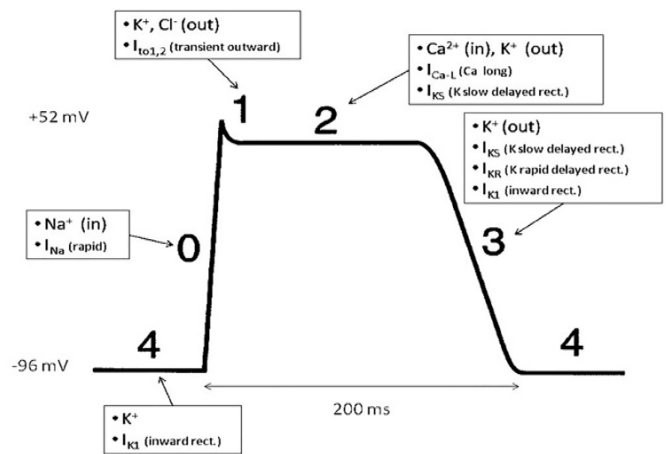 • K⁺, Cl⁻ (out)
• Ito1,2 (transient outward)
• Ca²⁺ (in), K⁺ (out)
• ICa-L (Ca long)
• IKS (K slow delayed rect.)
1
2
+52 mV
• K⁺ (out)
• IKS (K slow delayed rect.)
• IKR (K rapid delayed rect.)
• IK1 (inward rect.)
• Na⁺ (in)
• INa (rapid)
0
3
4
4
-96 mV
200 ms
• K⁺
• IK1 (inward rect.)